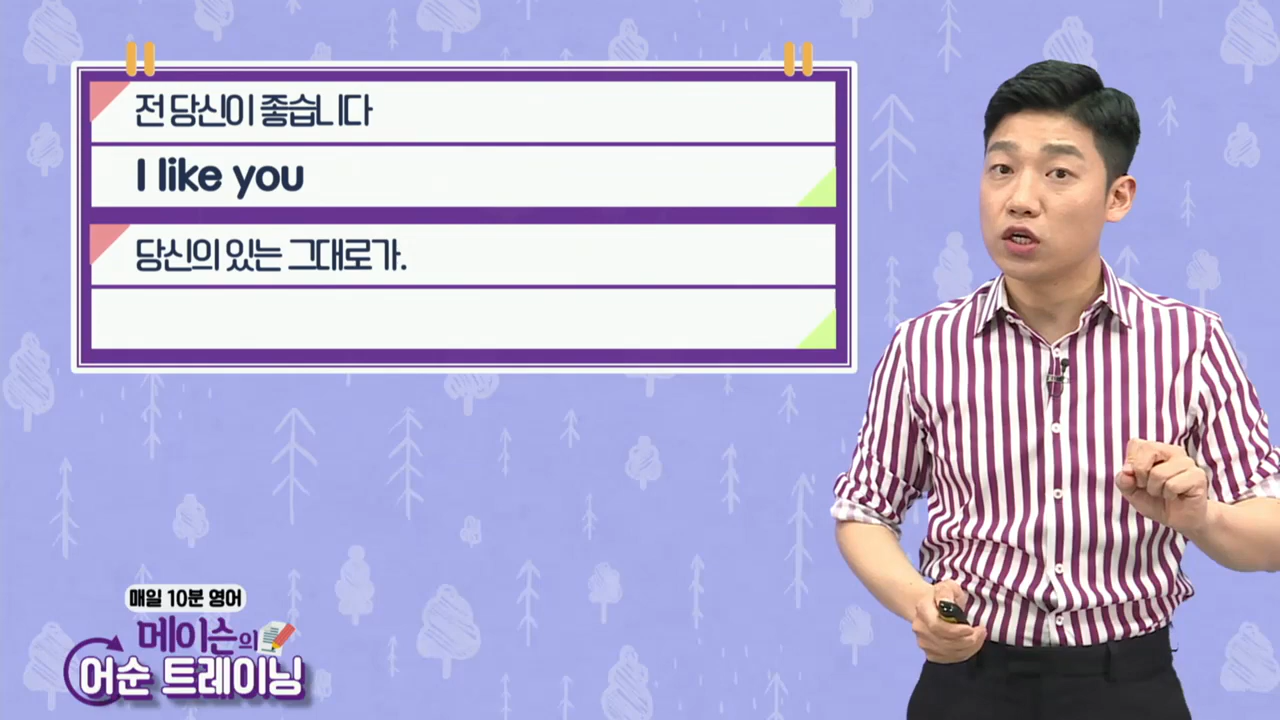 전 당신이 좋습니다
I like you
당신의 있는 그대로가.
매일 10분 영어
메이슨의
어순 트레이닝